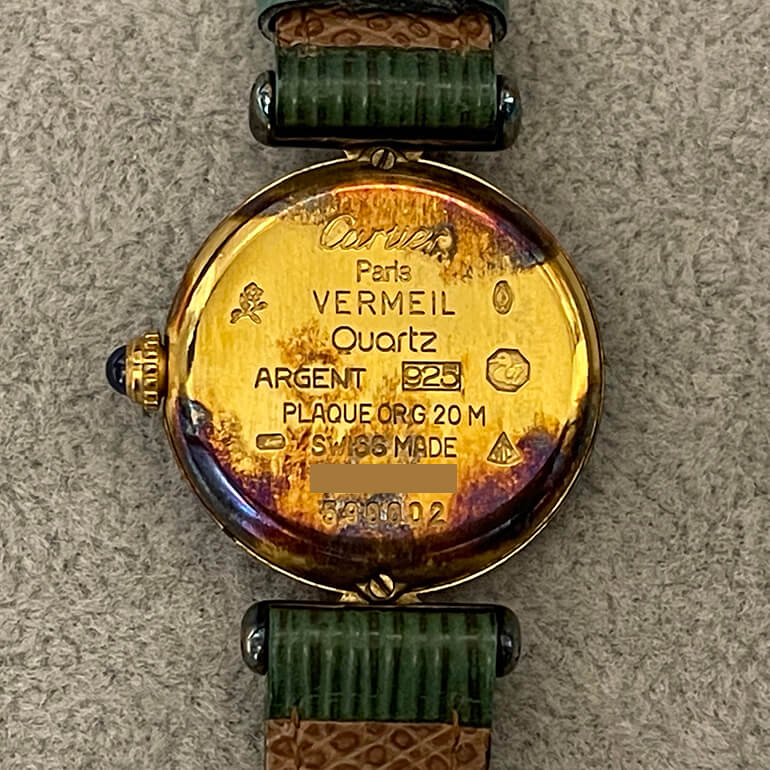 Cartier
Paris
VERMEIL
Quartz
ARGENT 925
PLAQUE OR G 20 M
SWISS MADE
590002